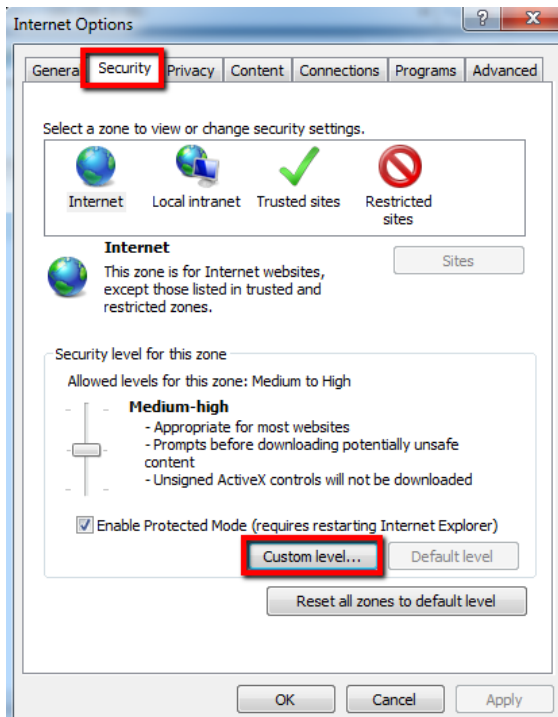 Internet Options
?
X
General Security Privacy Content Connections Programs Advanced
Select a zone to view or change security settings.
Internet Local intranet Trusted sites Restricted
sites
Internet
This zone is for Internet websites,
except those listed in trusted and
restricted zones.
Sites
Security level for this zone
Allowed levels for this zone: Medium to High
Medium-high
- Appropriate for most websites
- Prompts before downloading potentially unsafe
content
- Unsigned ActiveX controls will not be downloaded
Enable Protected Mode (requires restarting Internet Explorer)
Custom level... Default level
Reset all zones to default level
OK Cancel Apply